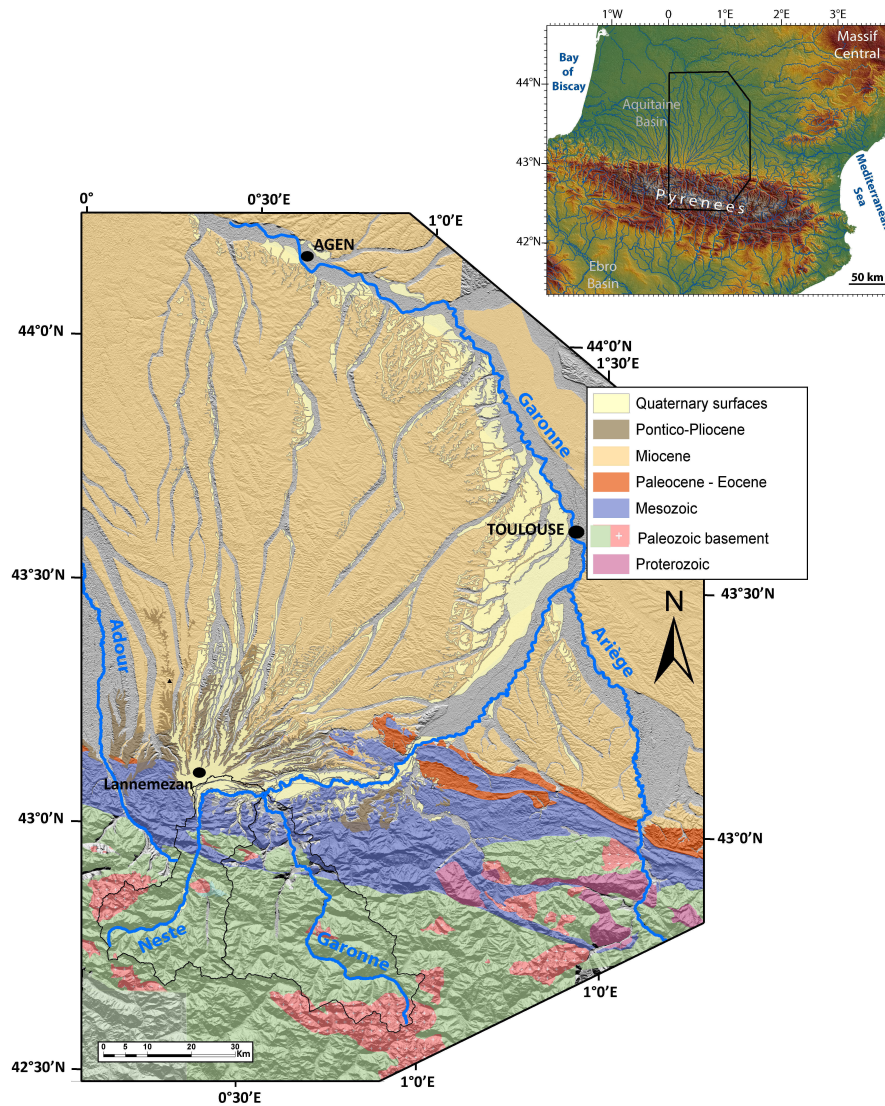 1°W
0
1°E
2°E
3°E
Massif
Central
Bay
of
Biscay
44°N
Aquitaine
Basin
43°N
Pyrenees
Mediterranean
Sea
42°N
Ebro
Basin
50 km
0°
0°30'E
1°0'E
AGEN
44°0'N
44°0'N
1°30'E
Garonne
Quaternary surfaces
Pontico-Pliocene
Miocene
Paleocene - Eocene
Mesozoic
+ Paleozoic basement
Proterozoic
TOULOUSE
43°30'N
43°30'N
N
Adour
Ariège
Lannemezan
43°0'N
43°0'N
Neste
Garonne
1°0'E
0 5 10 20 30
Km
42°30'N
0°30'E
1°0'E